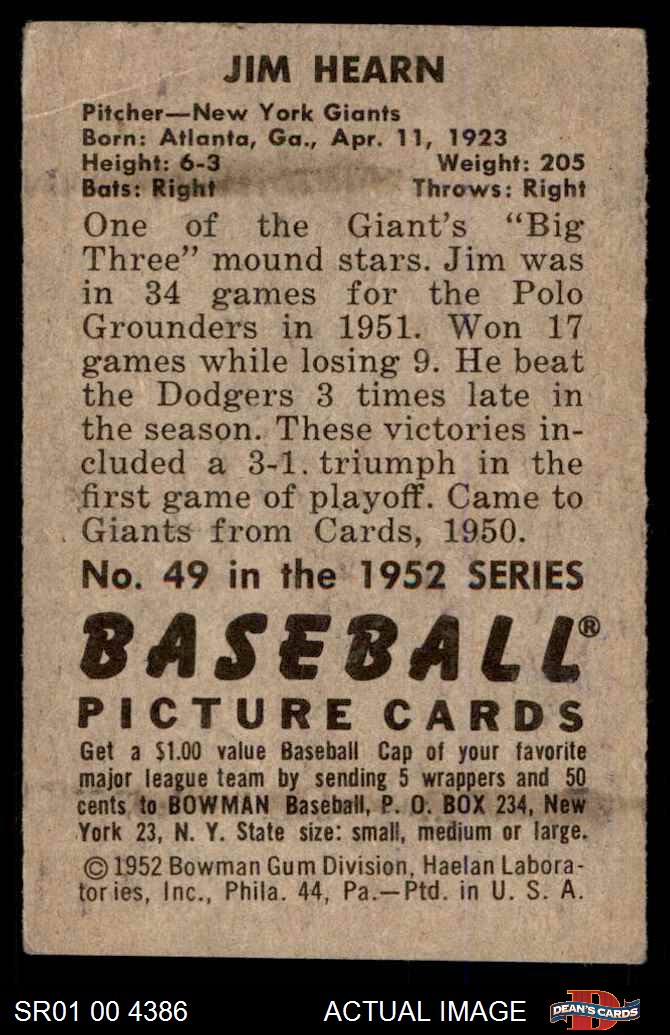 JIM HEARN
Pitcher—New York Giants
Born: Atlanta, Ga., Apr. 11, 1923
Height: 6-3 Weight: 205
Bats: Right Throws: Right
One of the Giant's "Big
Three" mound stars. Jim was
in 34 games for the Polo
Grounders in 1951. Won 17
games while losing 9. He beat
the Dodgers 3 times late in
the season. These victories in-
cluded a 3-1. triumph in the
first game of playoff. Came to
Giants from Cards, 1950.
No. 49 in the 1952 SERIES
BASEBALL®
PICTURE CARDS
Get a $1.00 value Baseball Cap of your favorite
major league team by sending 5 wrappers and 50
cents to BOWMAN Baseball, P. O. BOX 234, New
York 23, N. Y. State size: small, medium or large.
©1952 Bowman Gum Division, Haelan Labora-
tories, Inc., Phila. 44, Pa.—Ptd. in U. S. A.
SR01 00 4386 ACTUAL IMAGE D DEAN'S CARDS